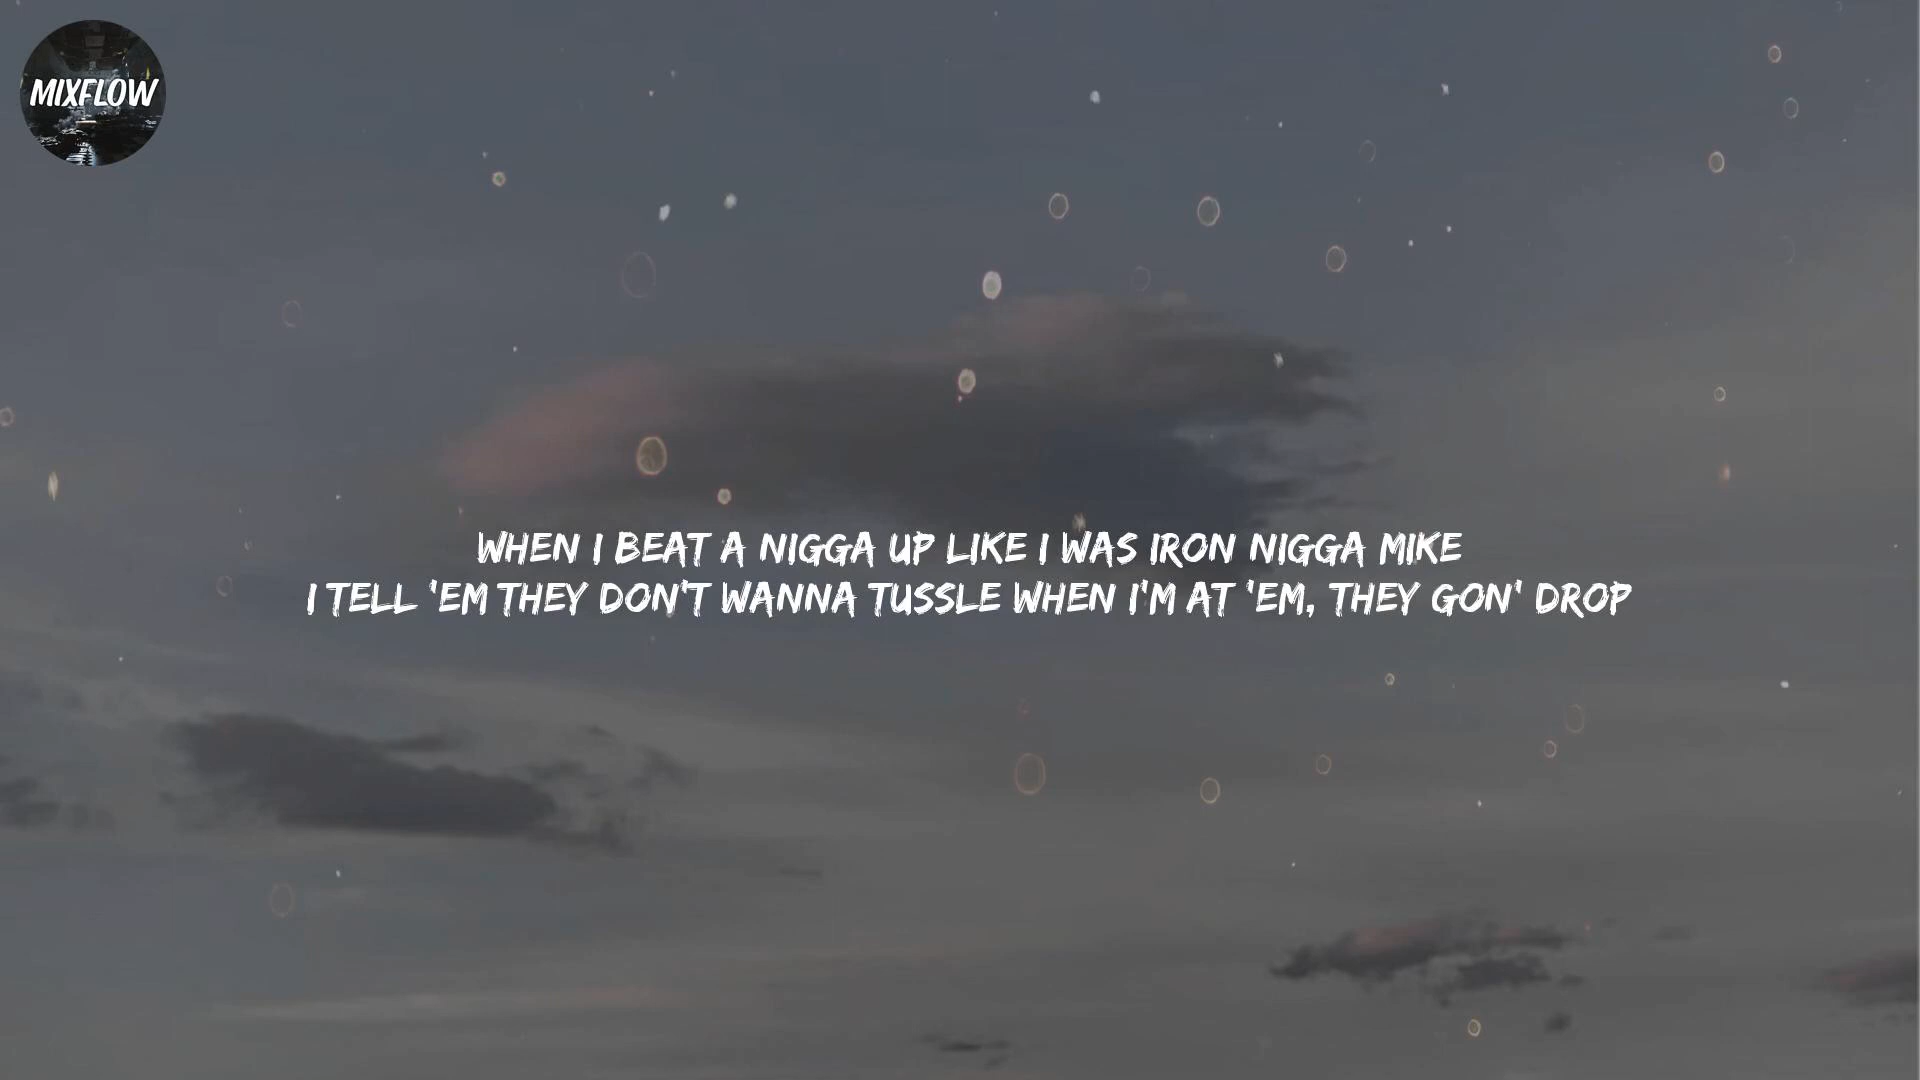 MIXFLOW
WHEN I BEAT A NIGGA UP LIKE I WAS IRON NIGGA MIKE
I TELL 'EM THEY DON'T WANNA TUSSLE WHEN I'M AT 'EM, THEY GON' DROP